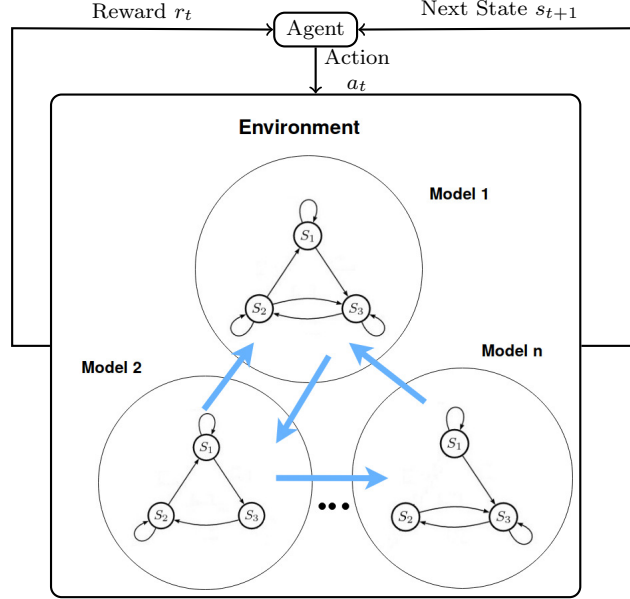 Reward r_t
Next State s_{t+1}
Agent
Action
a_t
Environment
Model 1
S_1
S_2
S_3
Model 2
Model n
S_1
S_2
S_3
...
S_1
S_2
S_3